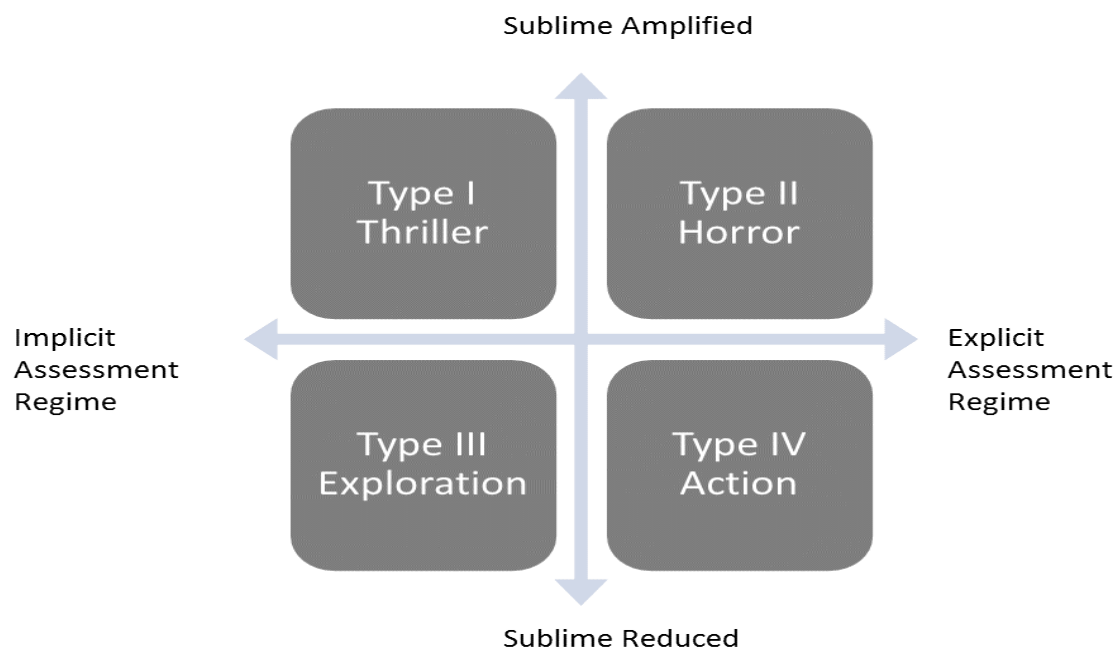 Sublime Amplified
Type I
Thriller
Type II
Horror
Implicit
Assessment
Regime
Explicit
Assessment
Regime
Type III
Exploration
Type IV
Action
Sublime Reduced